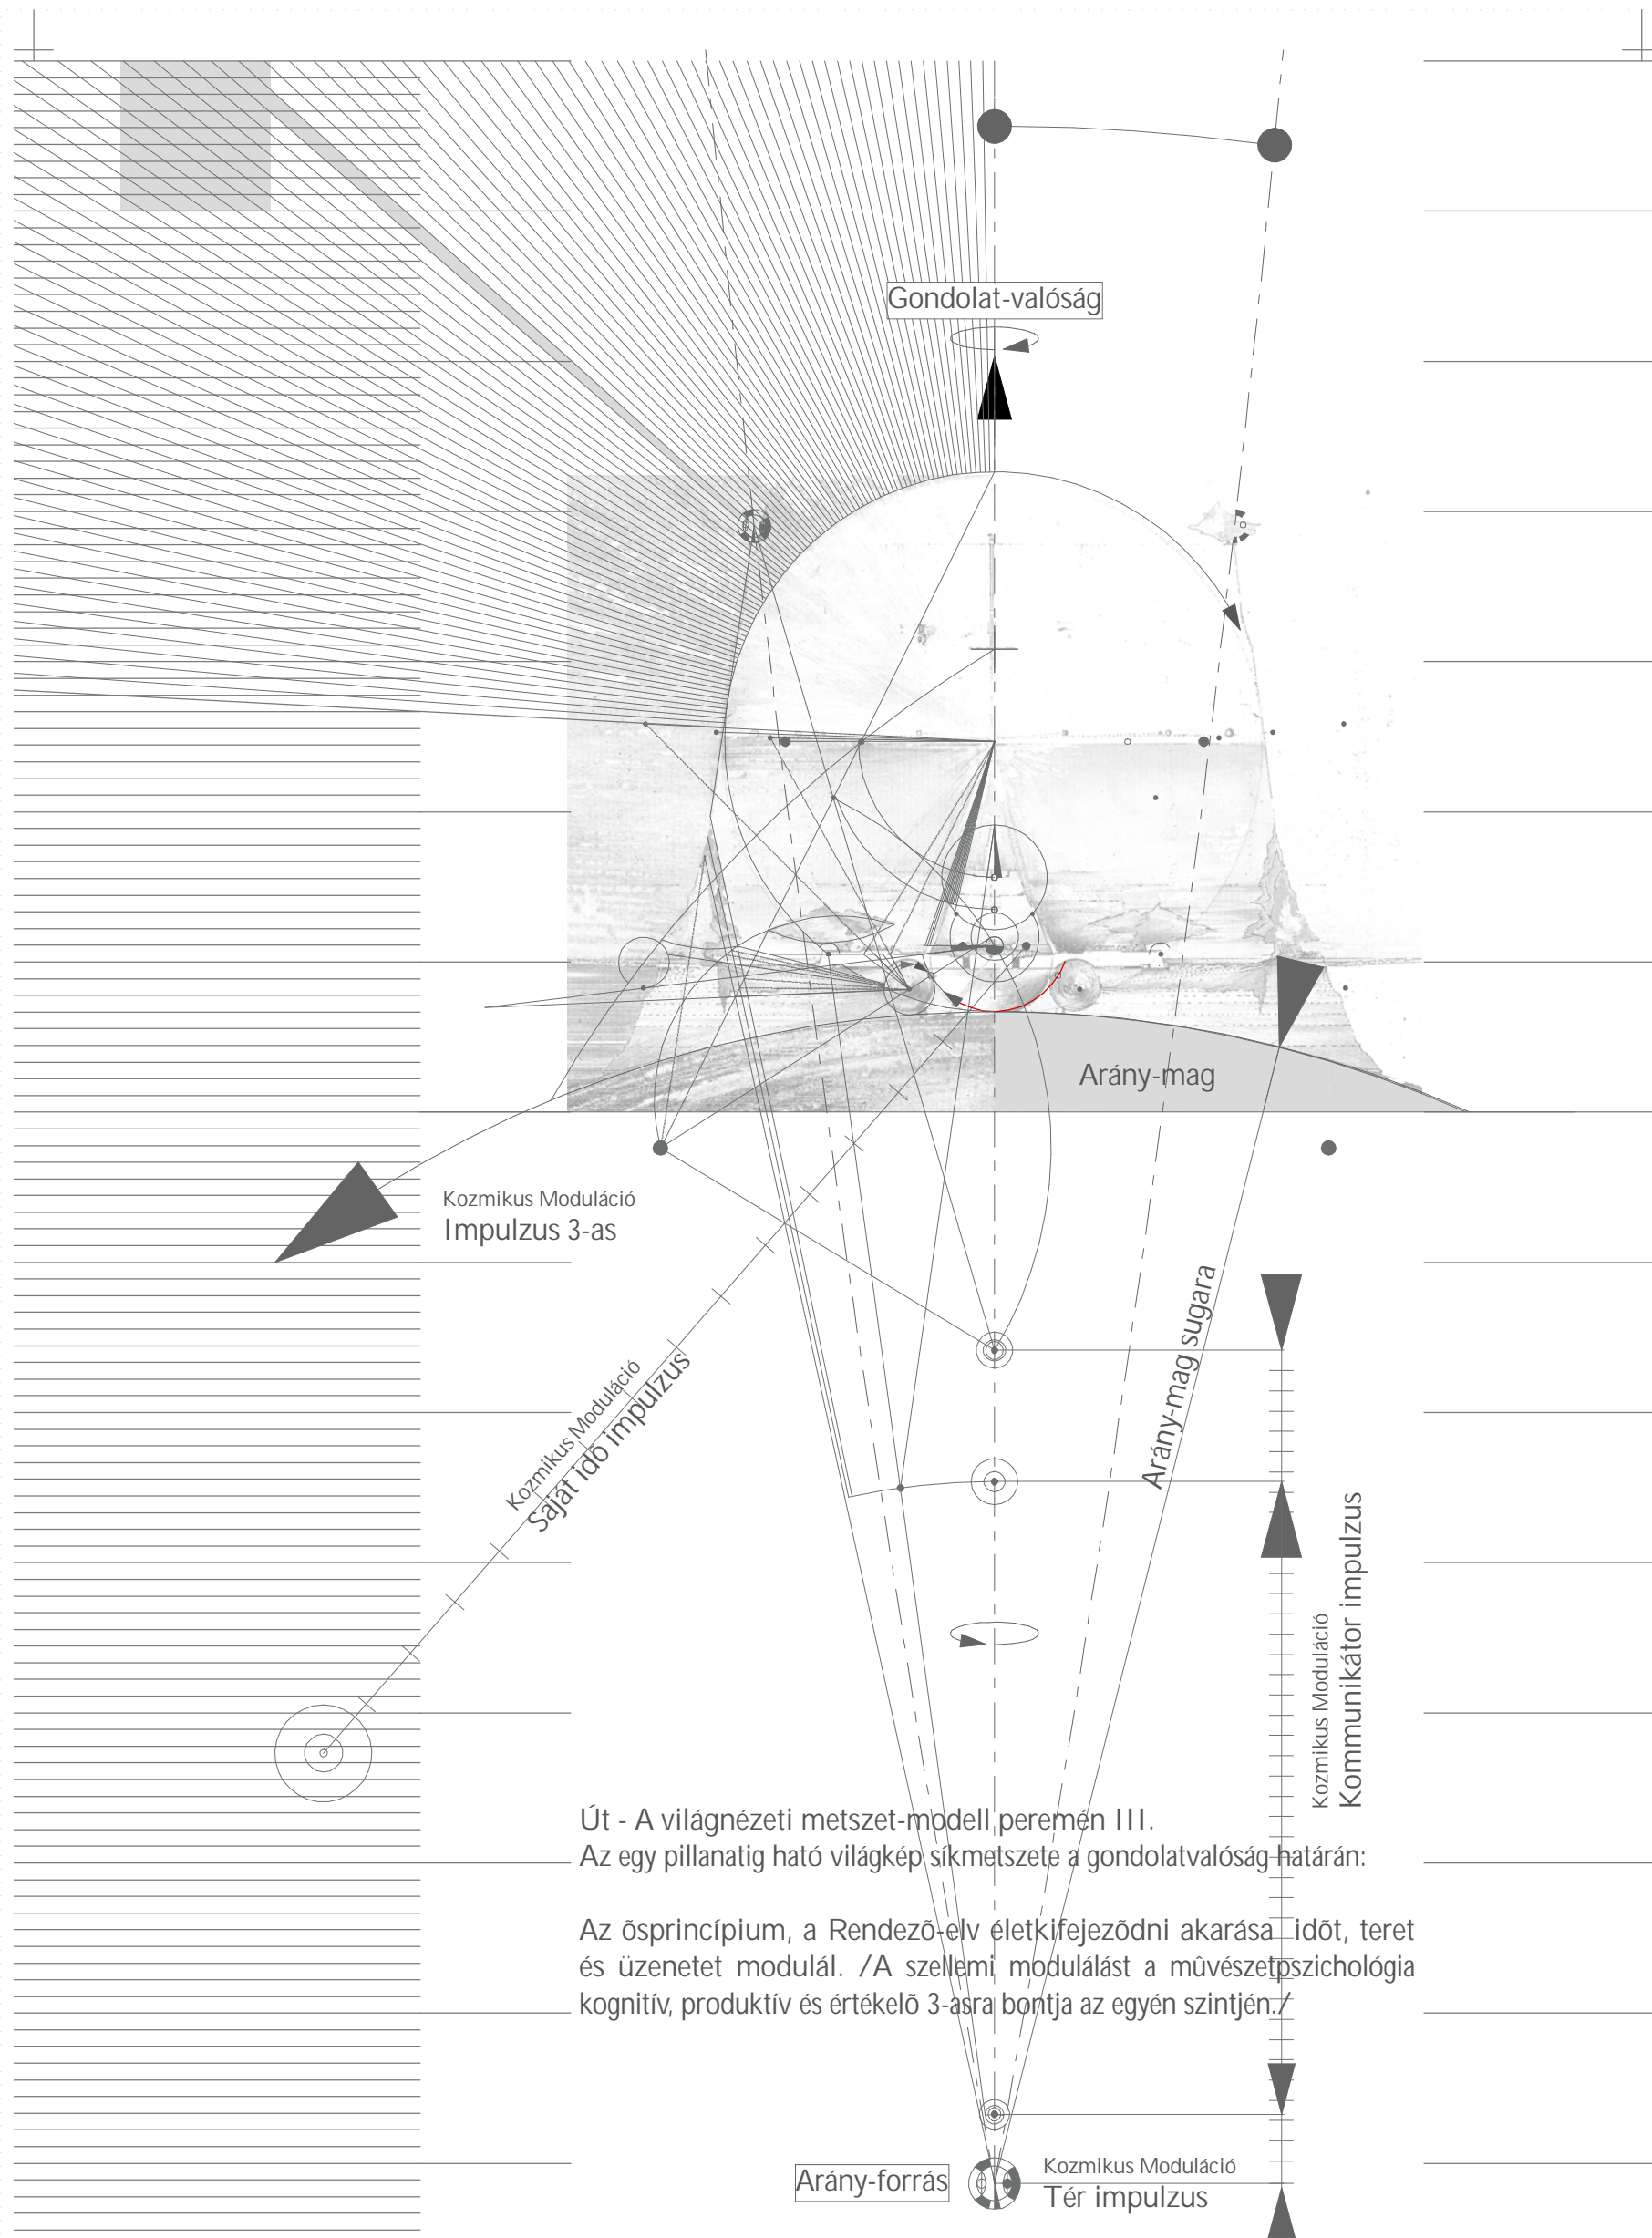 Gondolat-valóság
Arány-mag
Kozmikus Moduláció
Impulzus 3-as
Arány-mag sugara
Kozmikus Moduláció
Saját idõ impulzus
Kozmikus Moduláció
Kommunikátor impulzus
Út - A világnézeti metszet-modell peremén III.
Az egy pillanatig ható világkép síkmetszete a gondolatvalóság határán:
Az õsprincípium, a Rendezõ-elv életkifejezõdni akarása idõt, teret
és üzenetet modulál. /A szellemi modulálást a mûvészetpszichológia
kognitív, produktív és értékelõ 3-asra bontja az egyén szintjén./
Arány-forrás
Kozmikus Moduláció
Tér impulzus